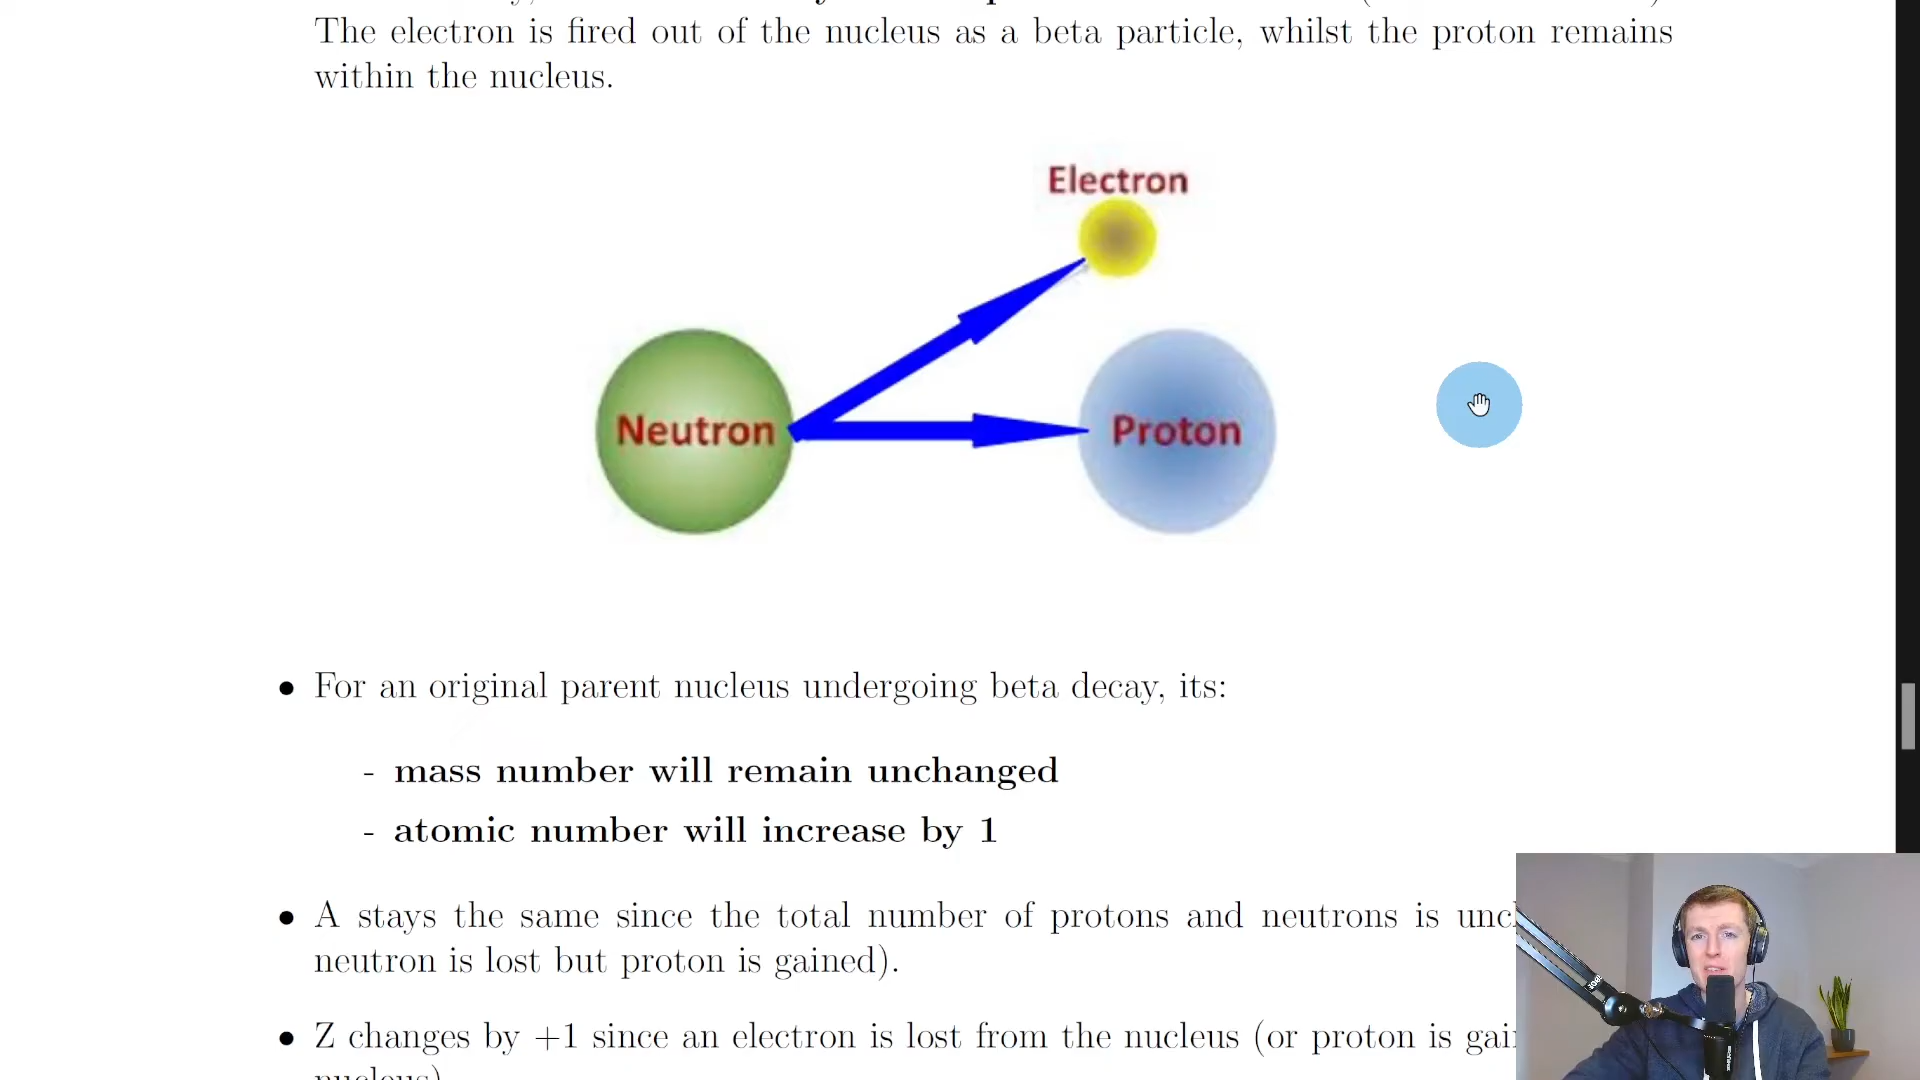 The electron is fired out of the nucleus as a beta particle, whilst the proton remains
within the nucleus.
Electron
Neutron
Proton
• For an original parent nucleus undergoing beta decay, its:
- mass number will remain unchanged
- atomic number will increase by 1
• A stays the same since the total number of protons and neutrons is
neutron is lost but proton is gained).
• Z changes by +1 since an electron is lost from the nucleus (or proton is
nucleus)